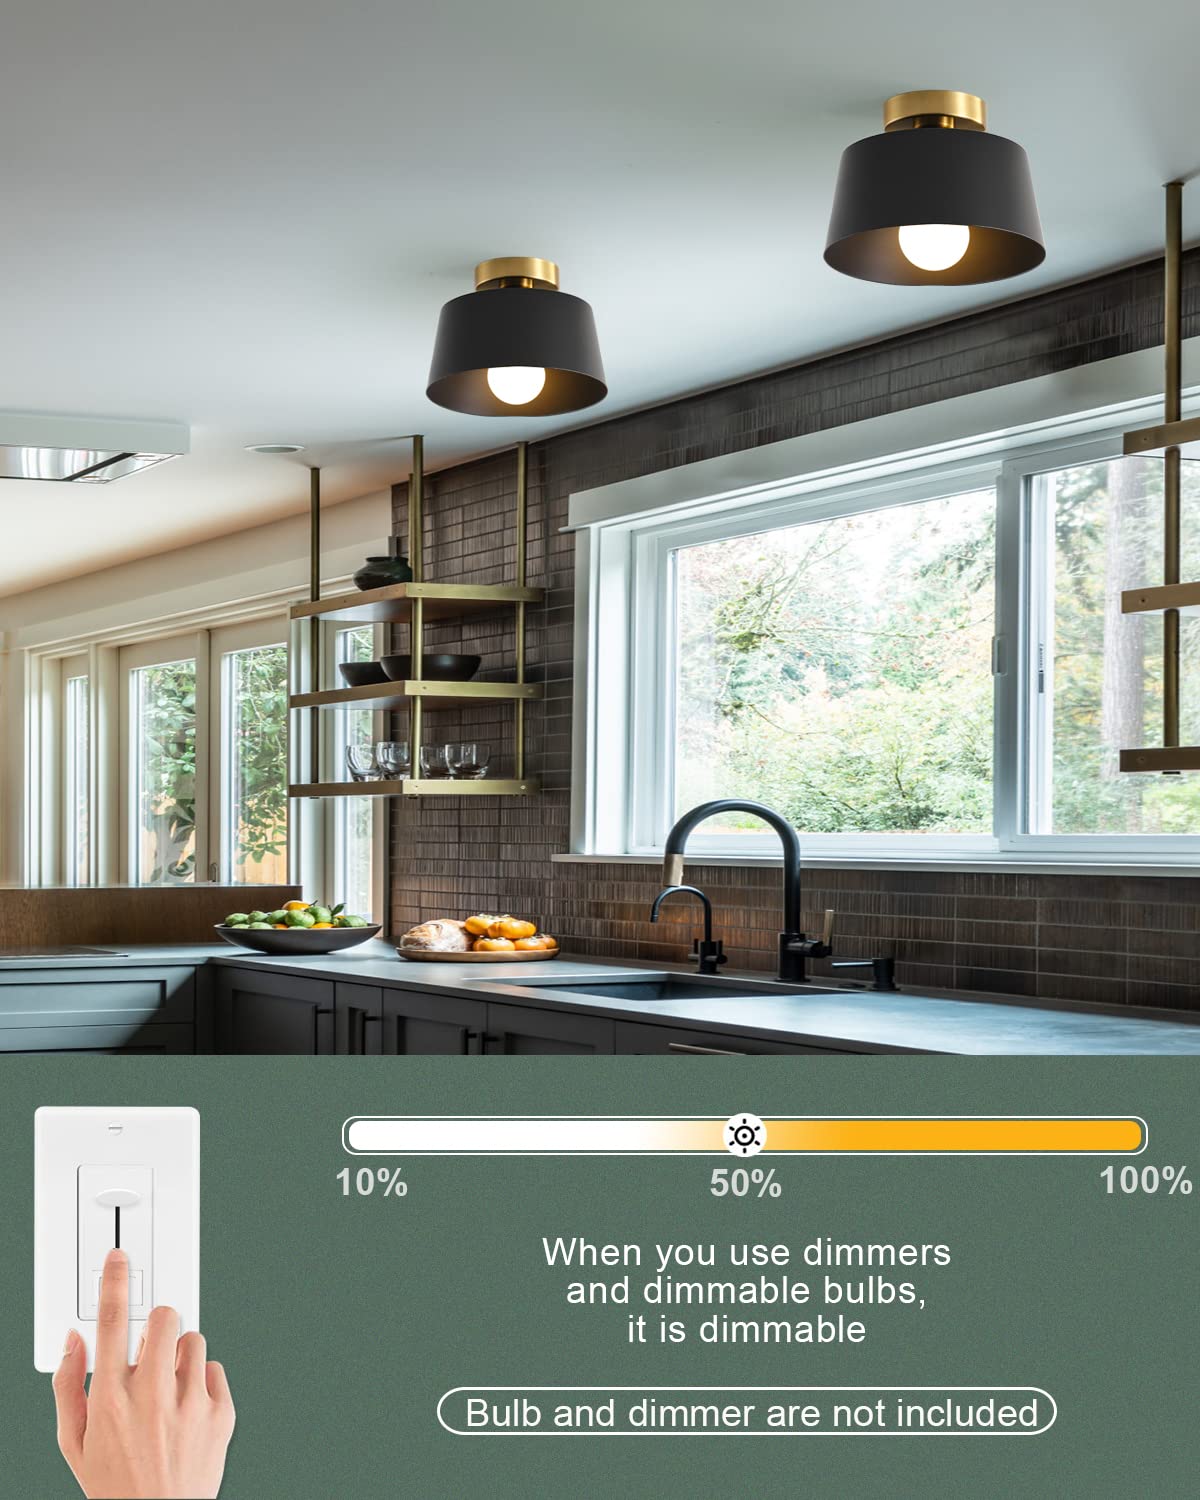 10%
50%
100%
When you use dimmers
and dimmable bulbs,
it is dimmable
Bulb and dimmer are not included